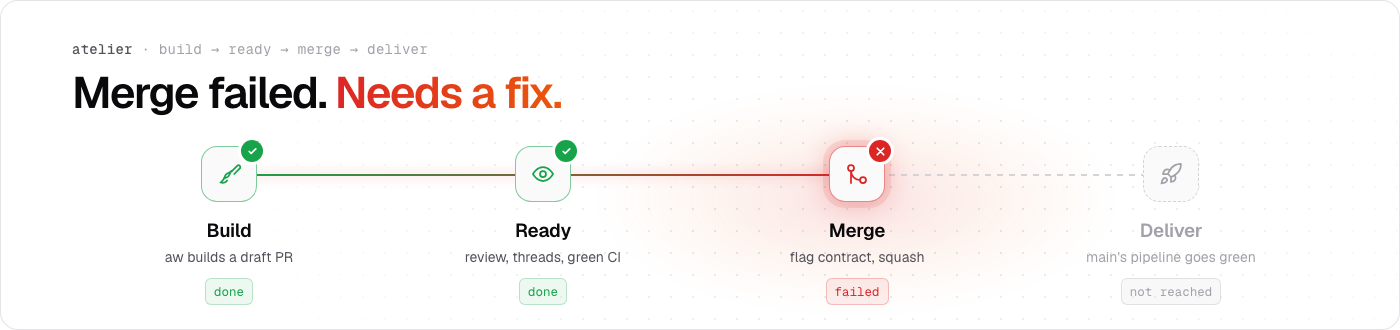 atelier · build → ready → merge → deliver
Merge failed. Needs a fix.
Build
aw builds a draft PR
done
Ready
review, threads, green CI
done
Merge
flag contract, squash
failed
Deliver
main's pipeline goes green
not reached